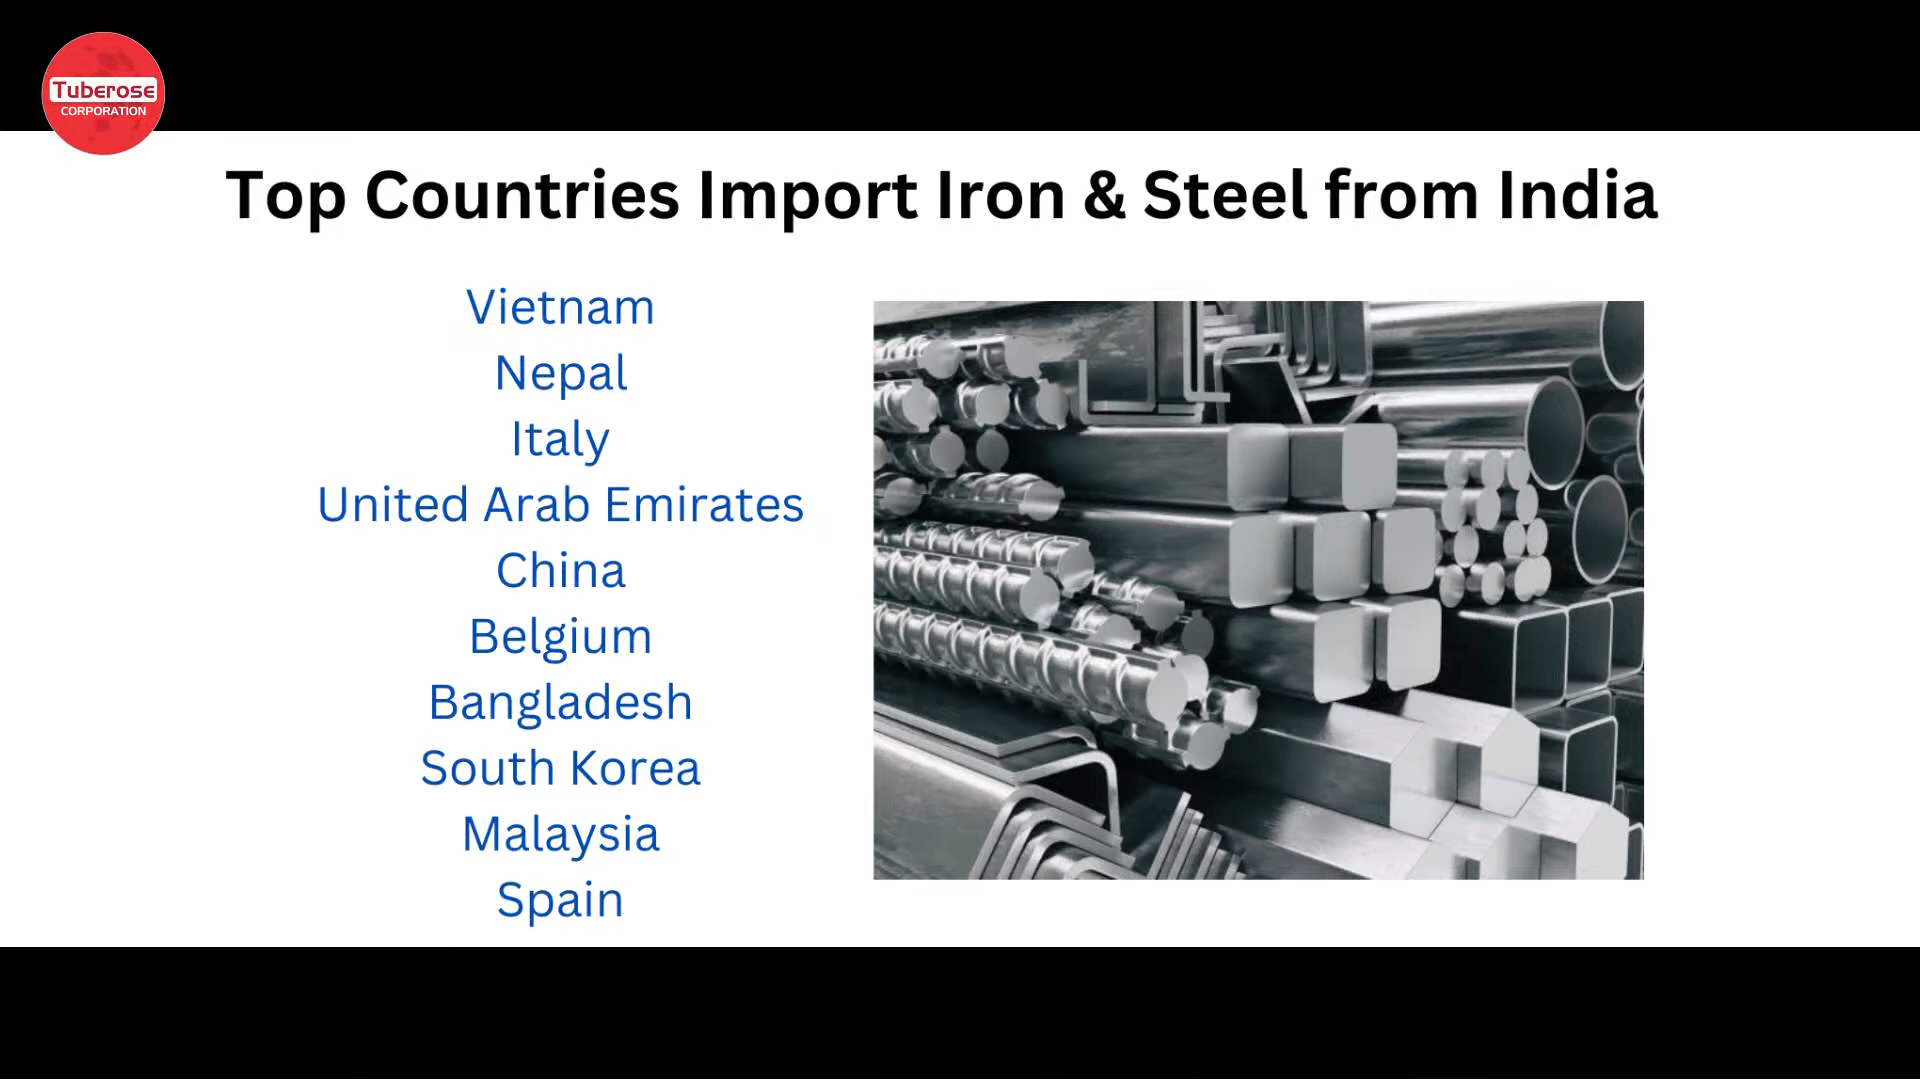 Tuberose
CORPORATION
Top Countries Import Iron & Steel from India
Vietnam
Nepal
Italy
United Arab Emirates
China
Belgium
Bangladesh
South Korea
Malaysia
Spain